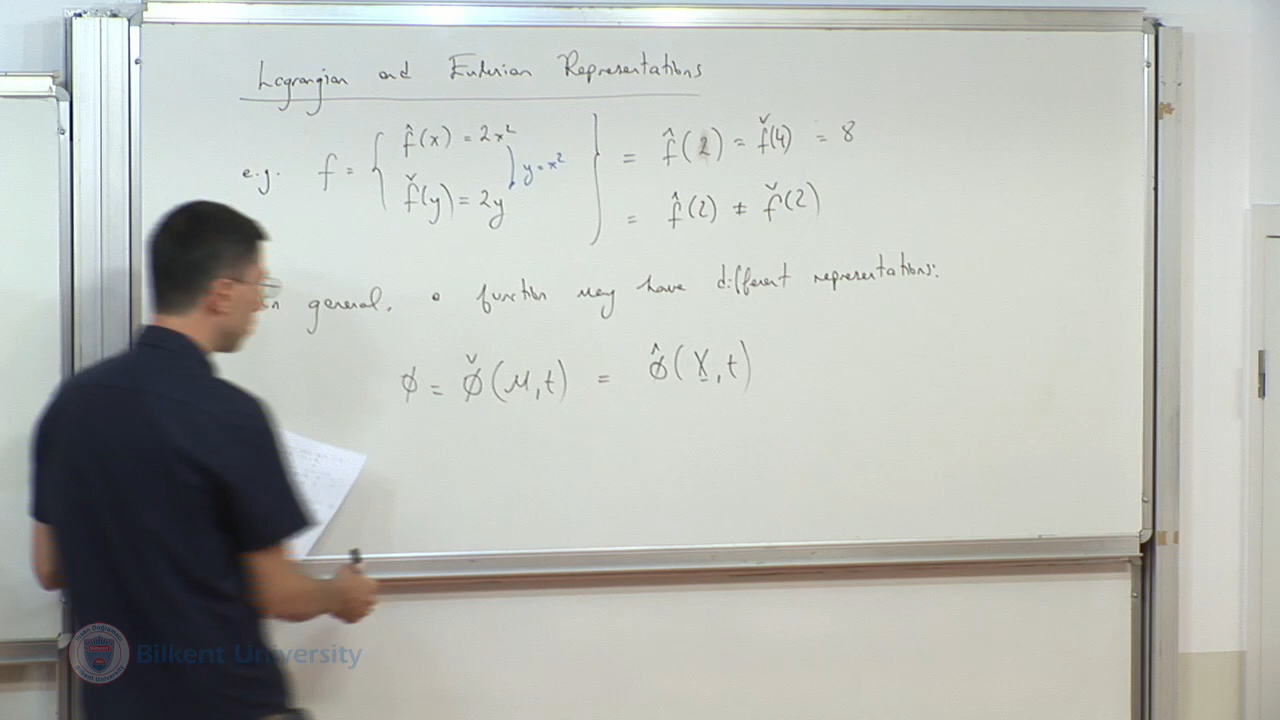 Lagrangian and Eulerian Representations
e.g. f = { f̂(x) = 2x² } = f̂(2) = f̌(4) = 8
y=x²
f̌(y) = 2y = f̂(2) ≠ f̌(2)
n general, a function may have different representations:
ϕ = ϕ̌(M,t) = ϕ̂(X,t)
Bilkent University